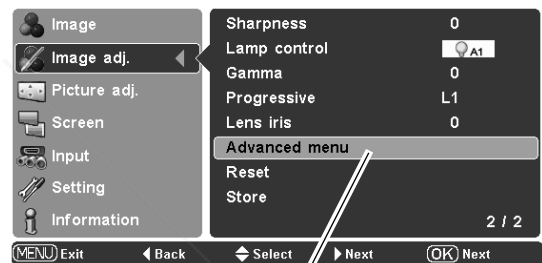 Image
Image adj.
Picture adj.
Screen
Input
Setting
Information
Sharpness 0
Lamp control A1
Gamma 0
Progressive L1
Lens iris 0
Advanced menu
Reset
Store
2 / 2
MENU Exit Back Select Next OK Next